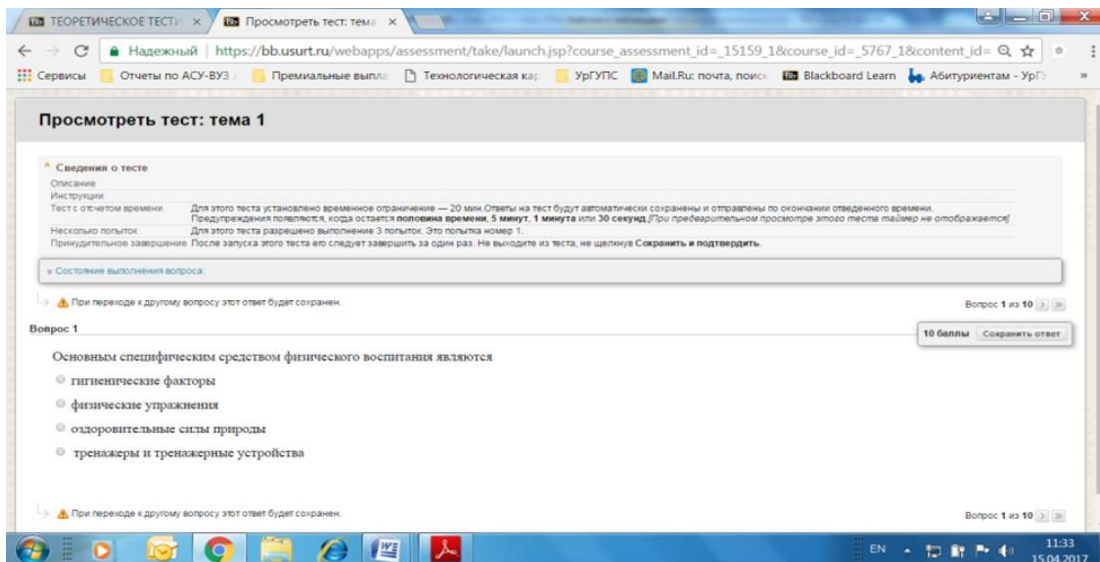 ТЕОРЕТИЧЕСКОЕ ТЕСТИ × Просмотреть тест: тема ×
Надежный | https://bb.usurt.ru/webapps/assessment/take/launch.jsp?course_assessment_id=_15159_1&course_id=_5767_1&content_id=
Сервисы Отчеты по АСУ-ВУЗ / Премиальные выпла Технологическая кар УрГУПС Mail.Ru: почта, поиск Blackboard Learn Абитуриентам - УрГ »
Просмотреть тест: тема 1
* Сведения о тесте
Описание
Инструкции
Тест с отсчетом времени Для этого теста установлено временное ограничение — 20 мин.Ответы на тест будут автоматически сохранены и отправлены по окончании отведенного времени.
Предупреждения появляются, когда остается половина времени, 5 минут, 1 минута или 30 секунд.[При предварительном просмотре этого теста таймер не отображается]
Несколько попыток Для этого теста разрешено выполнение 3 попыток. Это попытка номер 1.
Принудительное завершение После запуска этого теста его следует завершить за один раз. Не выходите из теста, не щелкнув Сохранить и подтвердить.
Состояние выполнения вопроса:
При переходе к другому вопросу этот ответ будет сохранен. Вопрос 1 из 10 > »
Вопрос 1 10 баллы Сохранить ответ
Основным специфическим средством физического воспитания являются
гигиенические факторы
физические упражнения
оздоровительные силы природы
тренажеры и тренажерные устройства
При переходе к другому вопросу этот ответ будет сохранен. Вопрос 1 из 10 > »
EN 11:33
15.04.2017